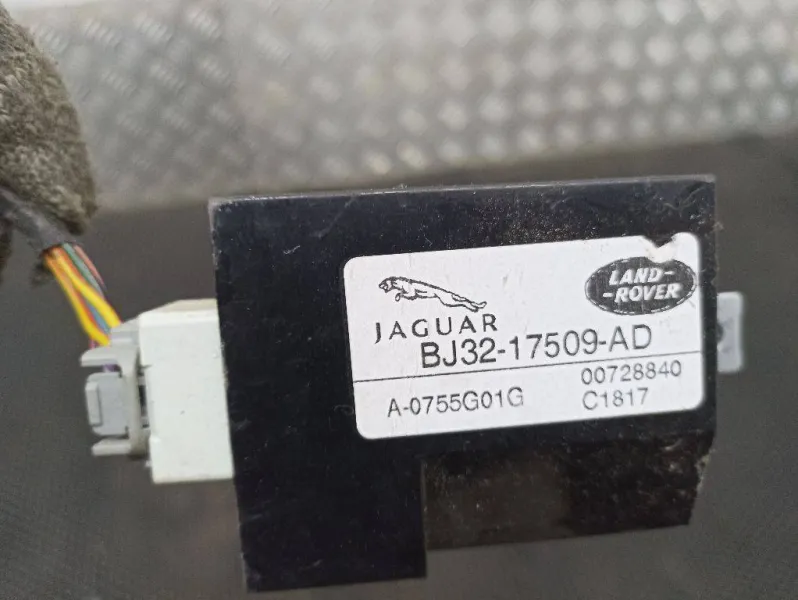 LAND-
-ROVER
JAGUAR
BJ32-17509-AD
00728840
A-0755G01G
C1817